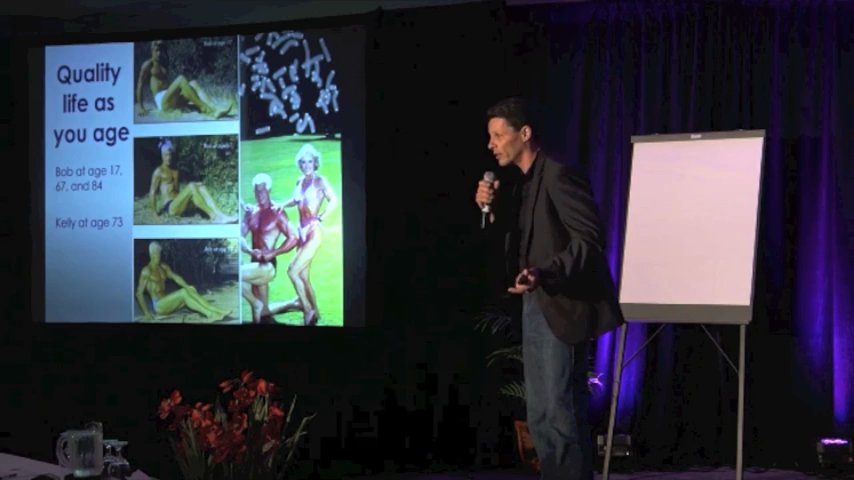 Quality
life as
you age
Bob at age 17,
67, and 84
Kelly at age 73